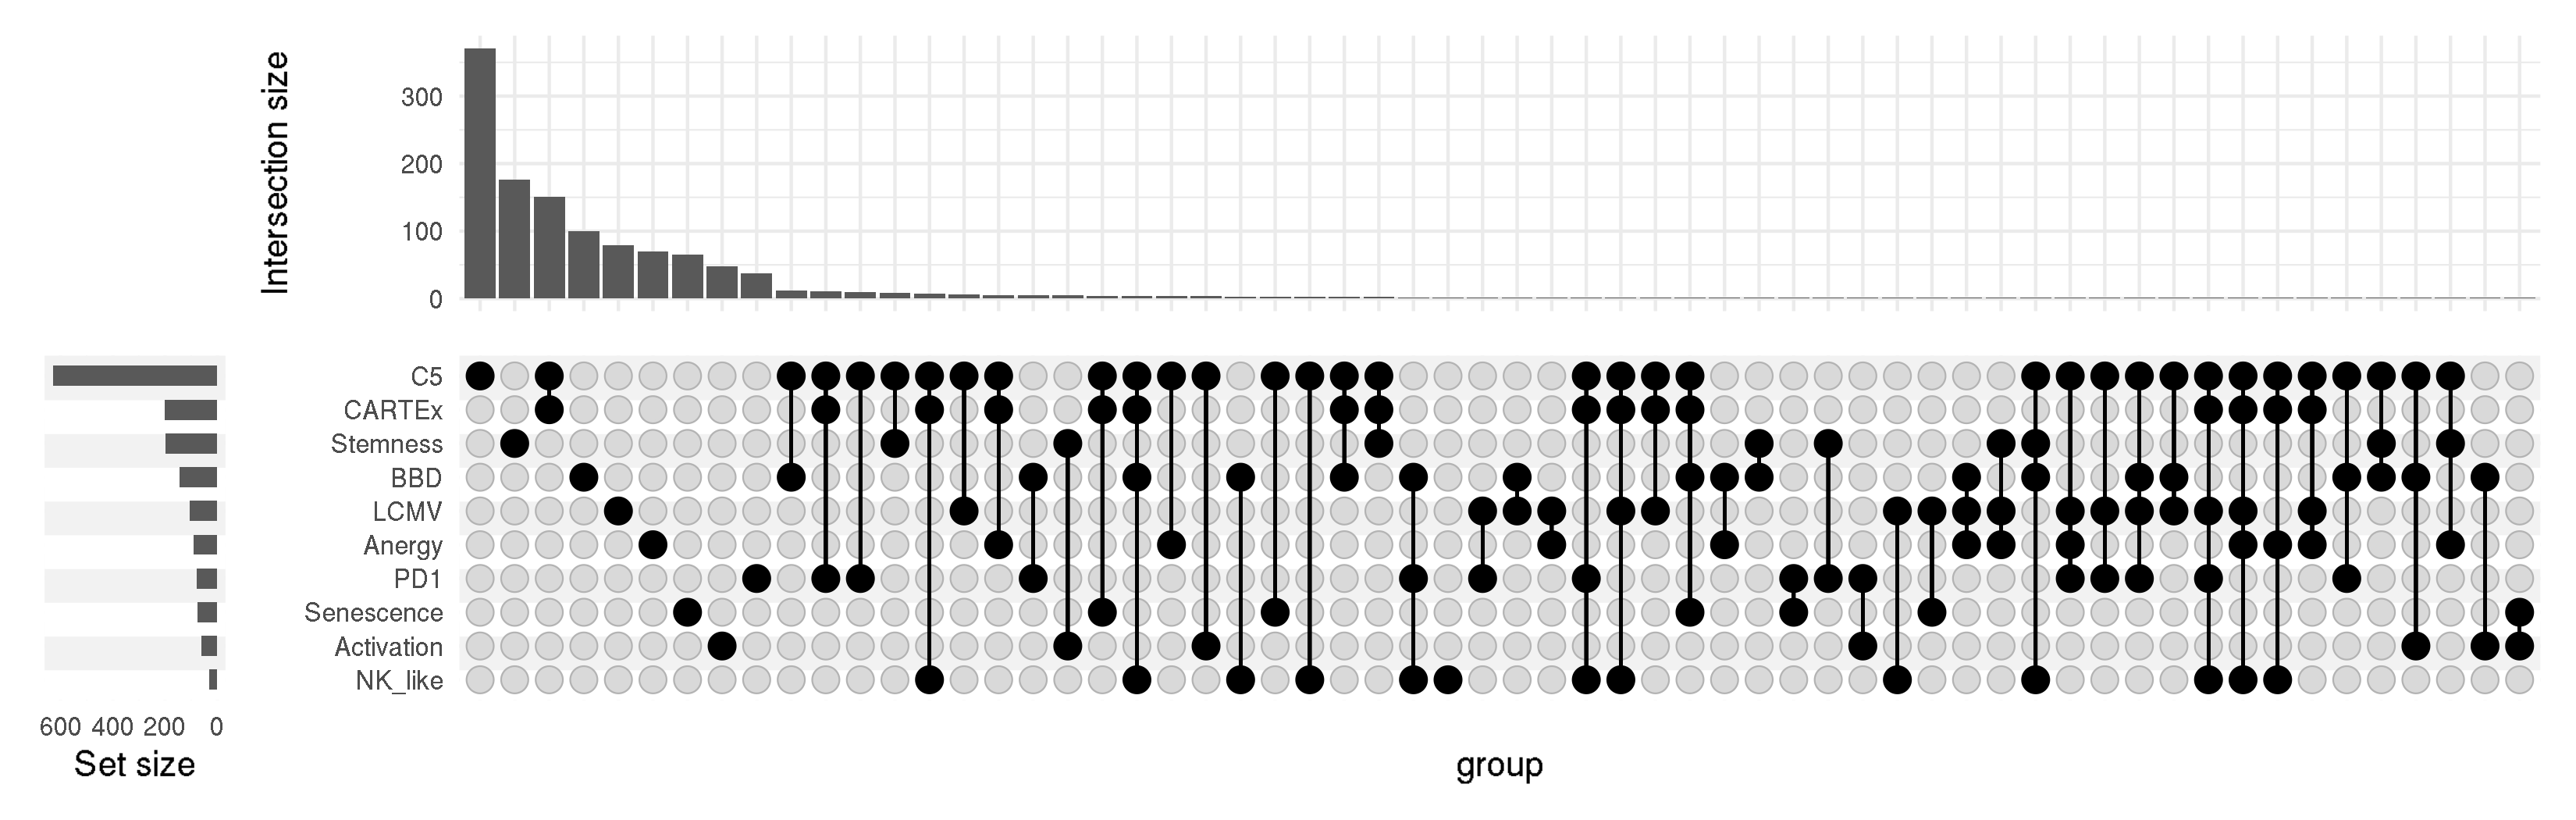 Intersection size
300
200
100
0
C5
CARTEx
Stemness
BBD
LCMV
Anergy
PD1
Senescence
Activation
NK_like
600 400 200 0
Set size
group